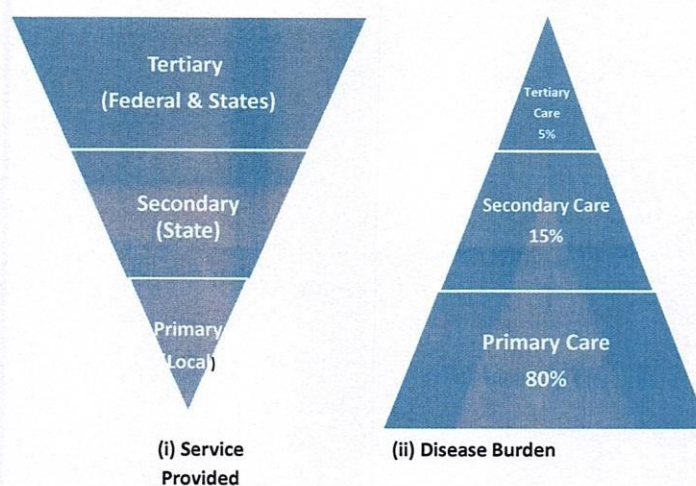 Tertiary
(Federal & States)
Secondary
(State)
Primary
(Local)
(i) Service
Provided
Tertiary
Care
5%
Secondary Care
15%
Primary Care
80%
(ii) Disease Burden